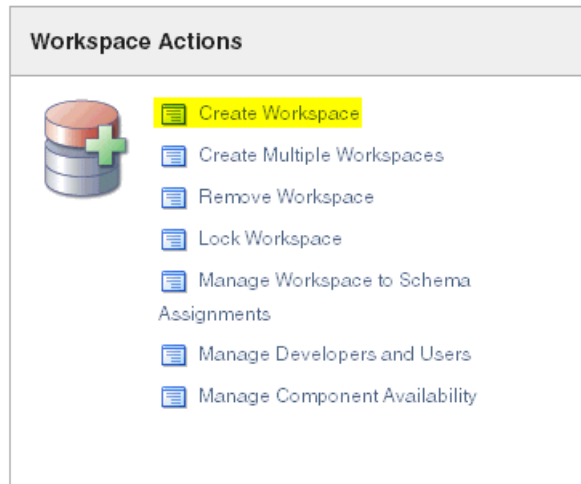 Workspace Actions
Create Workspace
Create Multiple Workspaces
Remove Workspace
Lock Workspace
Manage Workspace to Schema
Assignments
Manage Developers and Users
Manage Component Availability